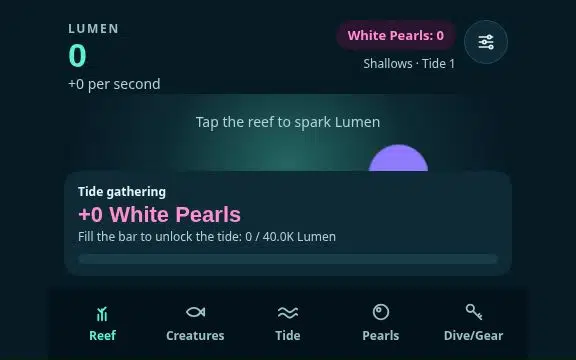 LUMEN
0
+0 per second
White Pearls: 0
Shallows · Tide 1
Tap the reef to spark Lumen
Tide gathering
+0 White Pearls
Fill the bar to unlock the tide: 0 / 40.0K Lumen
Reef
Creatures
Tide
Pearls
Dive/Gear